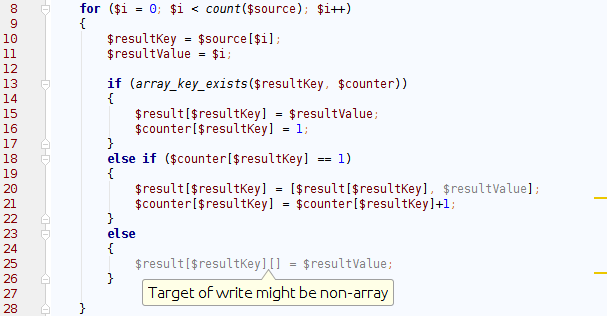 8 for ($i = 0; $i < count($source); $i++)
9 {
10 $resultKey = $source[$i];
11 $resultValue = $i;
12
13 if (array_key_exists($resultKey, $counter))
14 {
15 $result[$resultKey] = $resultValue;
16 $counter[$resultKey] = 1;
17 }
18 else if ($counter[$resultKey] == 1)
19 {
20 $result[$resultKey] = [$result[$resultKey], $resultValue];
21 $counter[$resultKey] = $counter[$resultKey]+1;
22 }
23 else
24 {
25 $result[$resultKey][] = $resultValue;
26 }
Target of write might be non-array
27
28 }